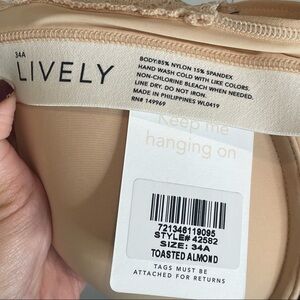 34A
LIVELY
BODY:85% NYLON 15% SPANDEX
HAND WASH COLD WITH LIKE COLORS.
NON-CHLORINE BLEACH WHEN NEEDED.
LINE DRY. DO NOT IRON.
MADE IN PHILIPPINES WL0419
RN# 149969
Keep me
hanging on
721346119095
STYLE# 42582
SIZE: 34A
TOASTED ALMOND
TAGS MUST BE
ATTACHED FOR RETURNS